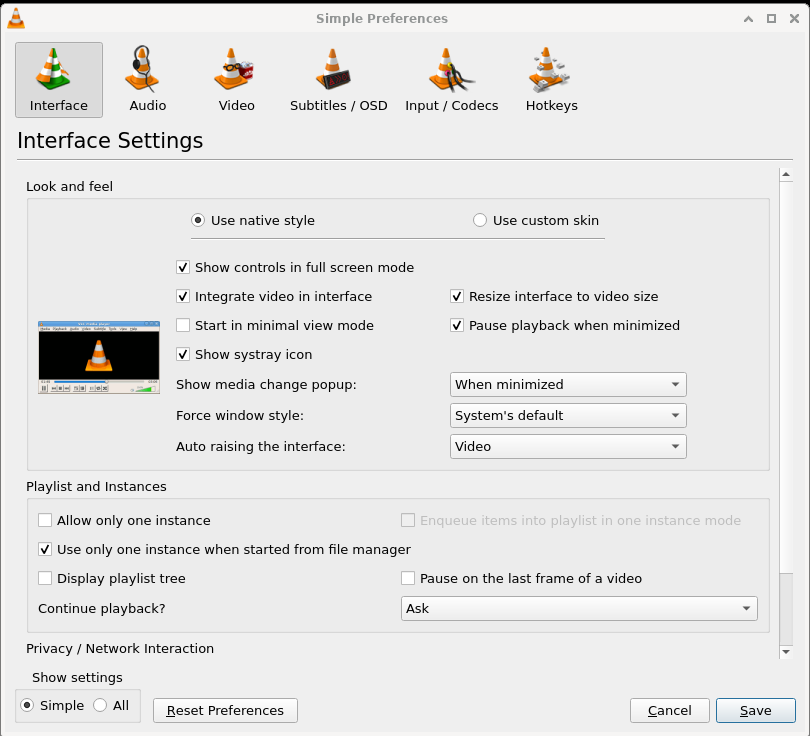 Simple Preferences
Interface
Audio
Video
Subtitles / OSD
Input / Codecs
Hotkeys
Interface Settings
Look and feel
Use native style
Use custom skin
Show controls in full screen mode
Integrate video in interface
Resize interface to video size
Start in minimal view mode
Pause playback when minimized
Show systray icon
Show media change popup:
When minimized
Force window style:
System's default
Auto raising the interface:
Video
Playlist and Instances
Allow only one instance
Enqueue items into playlist in one instance mode
Use only one instance when started from file manager
Display playlist tree
Pause on the last frame of a video
Continue playback?
Ask
Privacy / Network Interaction
Show settings
Simple
All
Reset Preferences
Cancel
Save